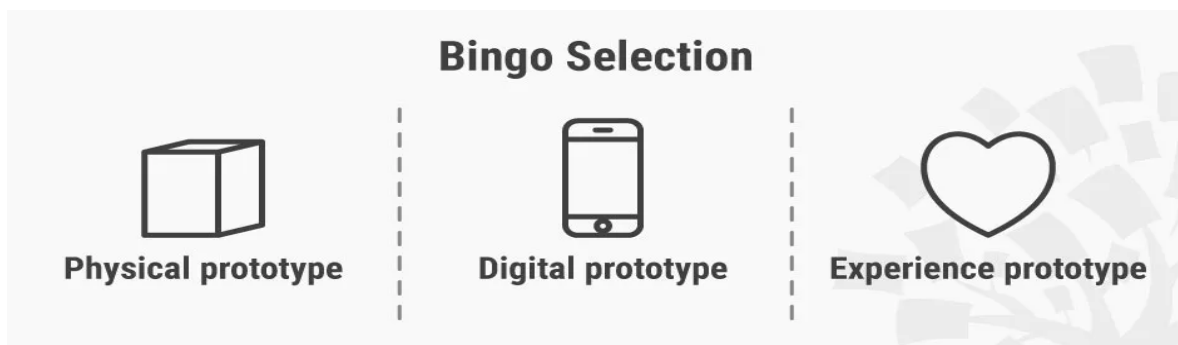 Bingo Selection
Physical prototype
Digital prototype
Experience prototype